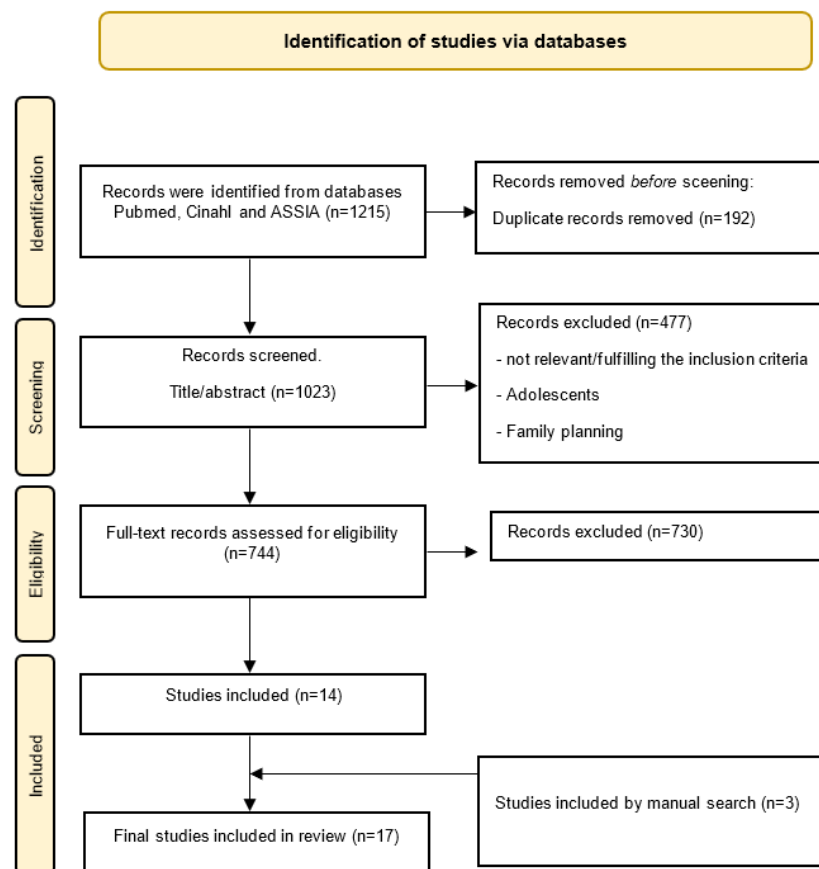 Identification of studies via databases
Identification
Records were identified from databases
Pubmed, Cinahl and ASSIA (n=1215)
Records removed before sceening:
Duplicate records removed (n=192)
Screening
Records screened.
Title/abstract (n=1023)
Records excluded (n=477)
- not relevant/fulfilling the inclusion criteria
- Adolescents
- Family planning
Eligibility
Full-text records assessed for eligibility
(n=744)
Records excluded (n=730)
Included
Studies included (n=14)
Studies included by manual search (n=3)
Final studies included in review (n=17)